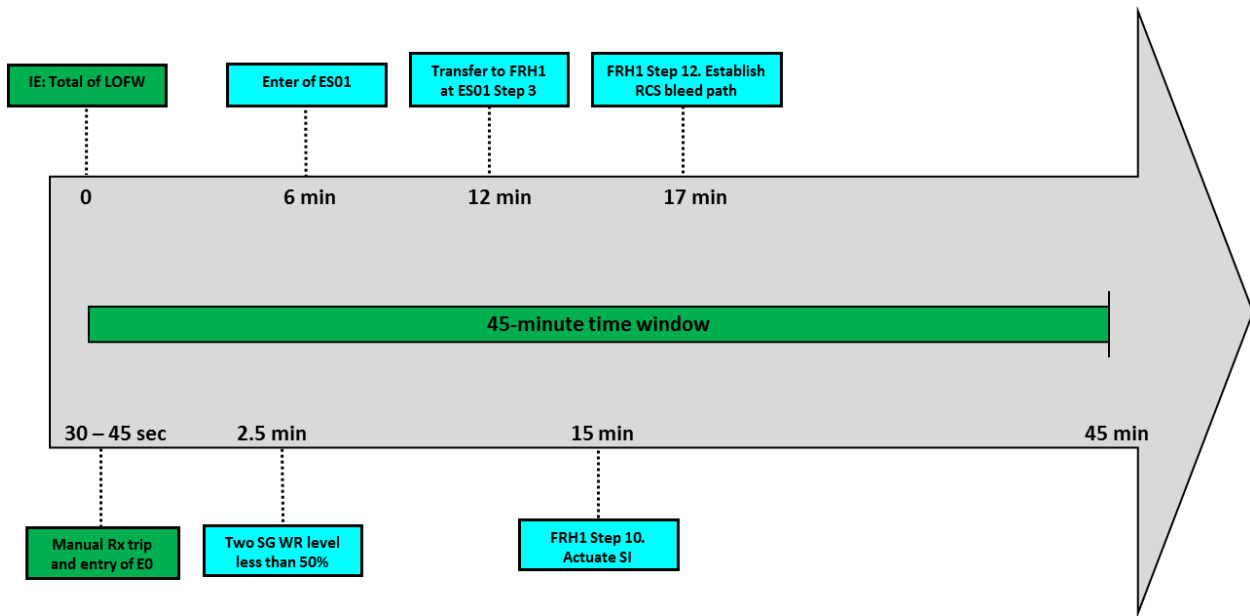 IE: Total of LOFW
Enter of ES01
Transfer to FRH1
at ES01 Step 3
FRH1 Step 12. Establish
RCS bleed path
0
6 min
12 min
17 min
45-minute time window
30 – 45 sec
2.5 min
15 min
45 min
Manual Rx trip
and entry of E0
Two SG WR level
less than 50%
FRH1 Step 10.
Actuate SI